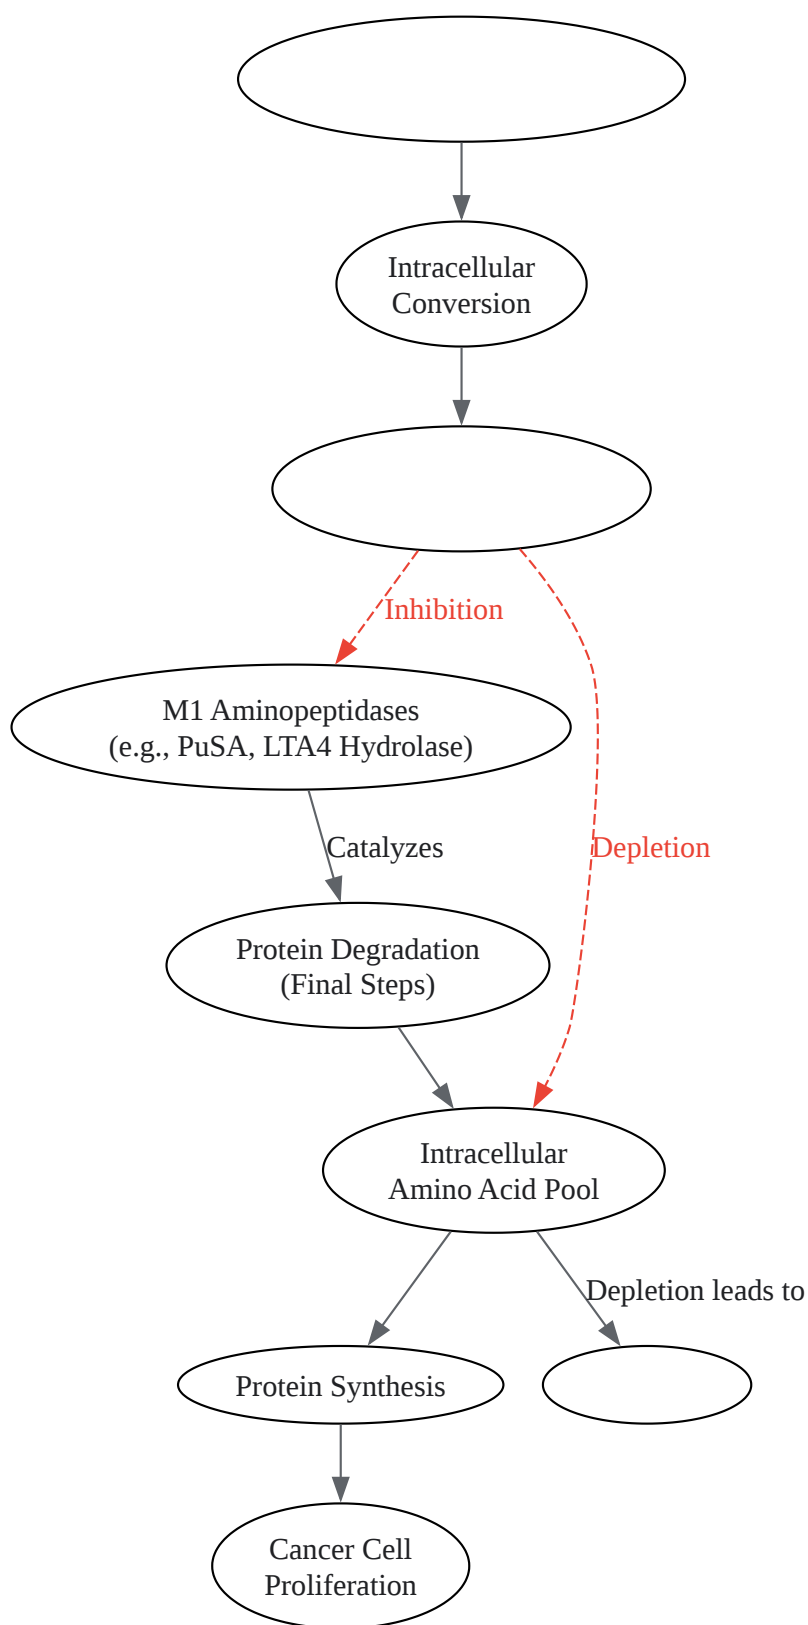 Intracellular
Conversion
Inhibition
M1 Aminopeptidases
(e.g., PuSA, LTA4 Hydrolase)
Catalyzes
Depletion
Protein Degradation
(Final Steps)
Intracellular
Amino Acid Pool
Depletion leads to
Protein Synthesis
Cancer Cell
Proliferation